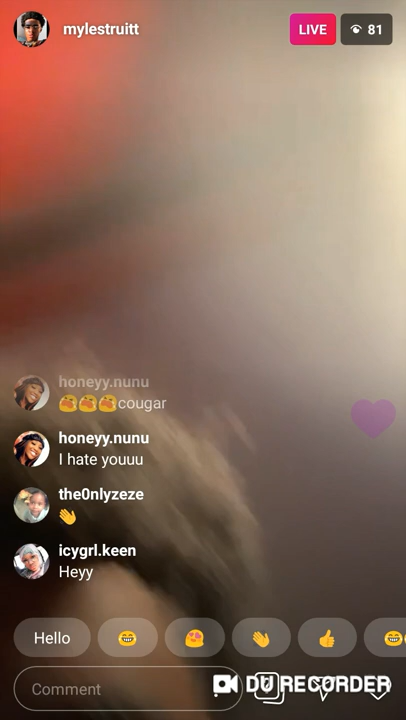 mylestruitt
LIVE
81
honeyy.nunu
😭😭😭cougar
honeyy.nunu
I hate youuu
the0nlyzeze
👋
icygrl.keen
Heyy
Hello 😂 😍 👋 👍 😂
Comment
DU RECORDER